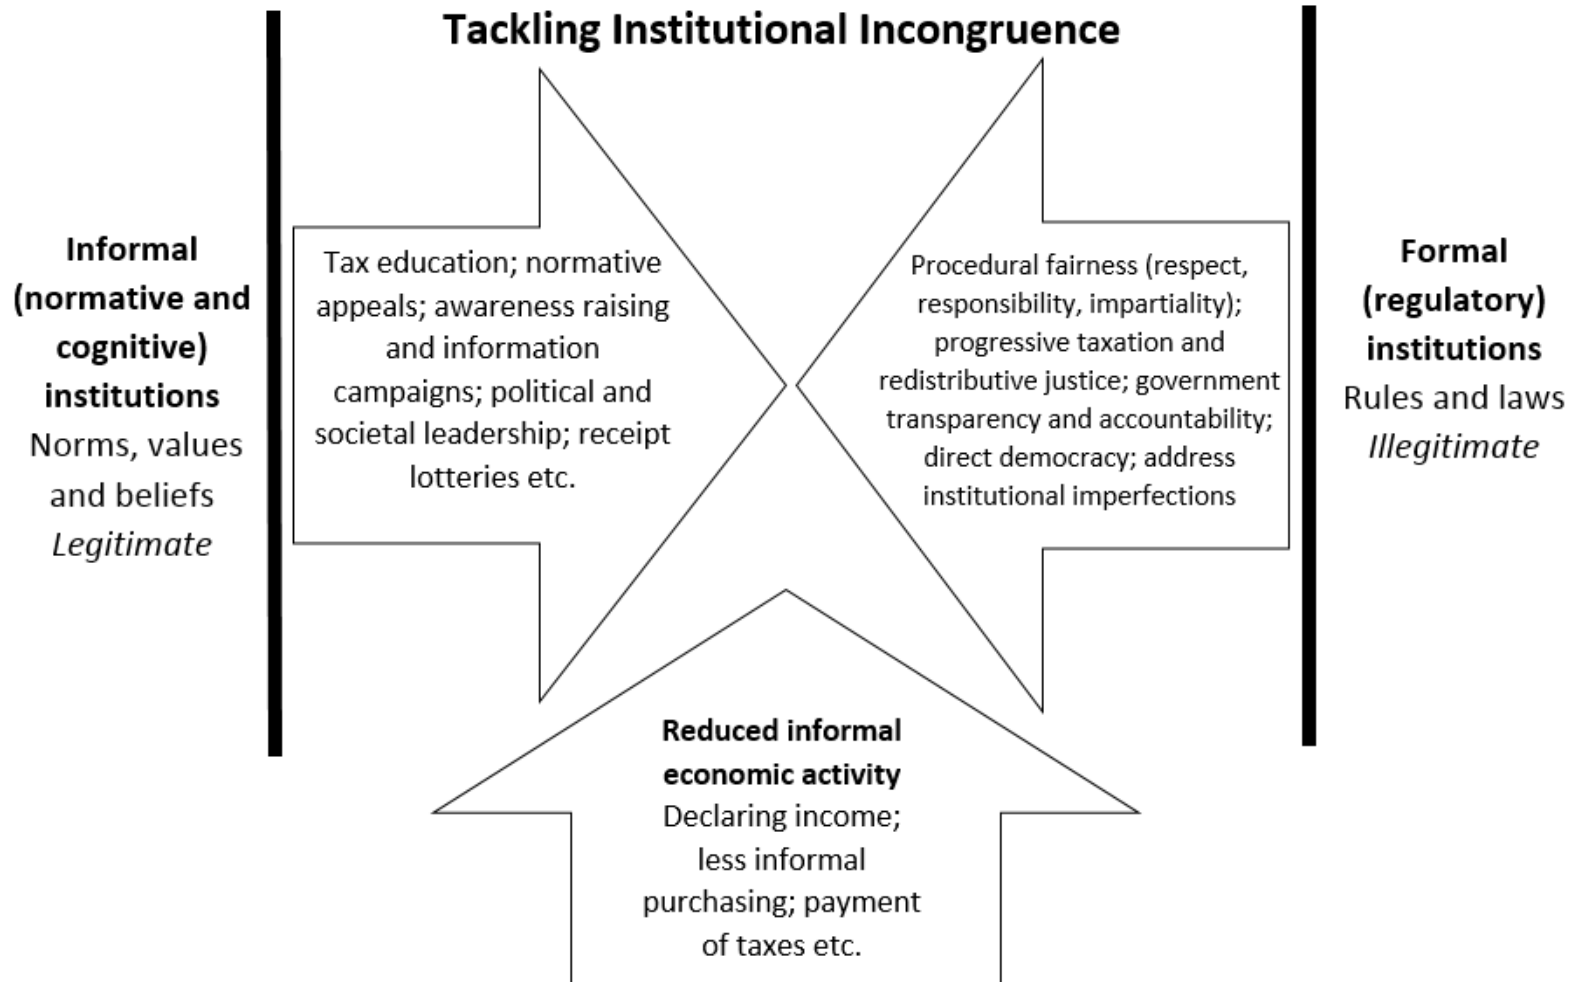 Tackling Institutional Incongruence
Informal
(normative and
cognitive)
institutions
Norms, values
and beliefs
Legitimate
Tax education; normative
appeals; awareness raising
and information
campaigns; political and
societal leadership; receipt
lotteries etc.
Procedural fairness (respect,
responsibility, impartiality);
progressive taxation and
redistributive justice; government
transparency and accountability;
direct democracy; address
institutional imperfections
Formal
(regulatory)
institutions
Rules and laws
Illegitimate
Reduced informal
economic activity
Declaring income;
less informal
purchasing; payment
of taxes etc.